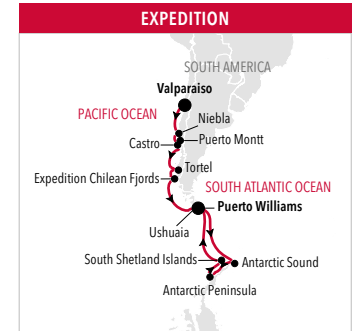 EXPEDITION
SOUTH AMERICA
Valparaiso
PACIFIC OCEAN
Niebla
Puerto Montt
Castro
Tortel
Expedition Chilean Fjords
SOUTH ATLANTIC OCEAN
Puerto Williams
Ushuaia
South Shetland Islands
Antarctic Sound
Antarctic Peninsula